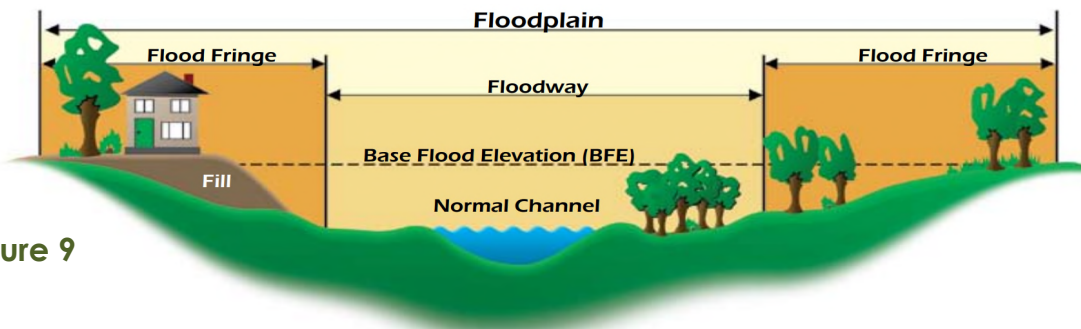 Floodplain
Flood Fringe
Flood Fringe
Floodway
Base Flood Elevation (BFE)
Fill
Normal Channel
ure 9